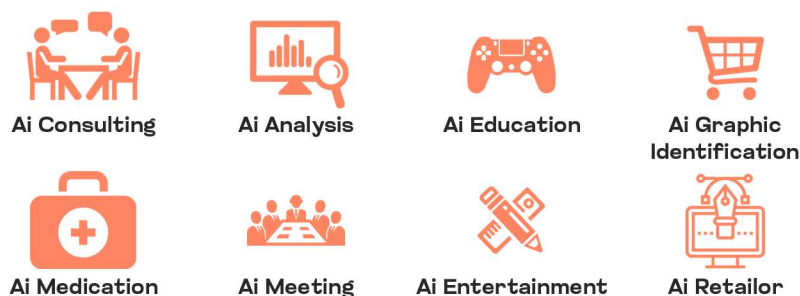 Ai Consulting
Ai Analysis
Ai Education
Ai Graphic
Identification
Ai Medication
Ai Meeting
Ai Entertainment
Ai Retailor